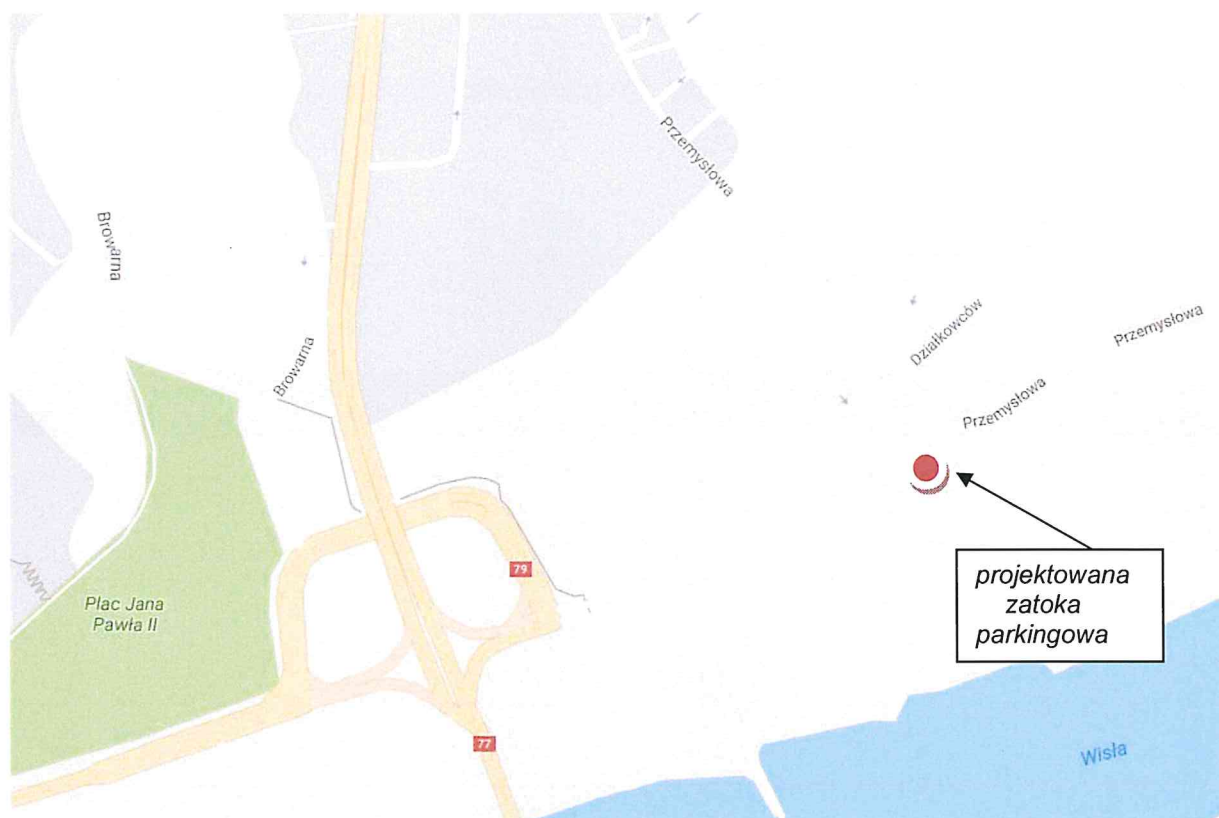 Przemysłowa
Browarna
Działkowców
Przemysłowa
Browarna
Przemysłowa
79
projektowana
zatoka
parkingowa
Plac Jana
Pawła II
77
Wisła